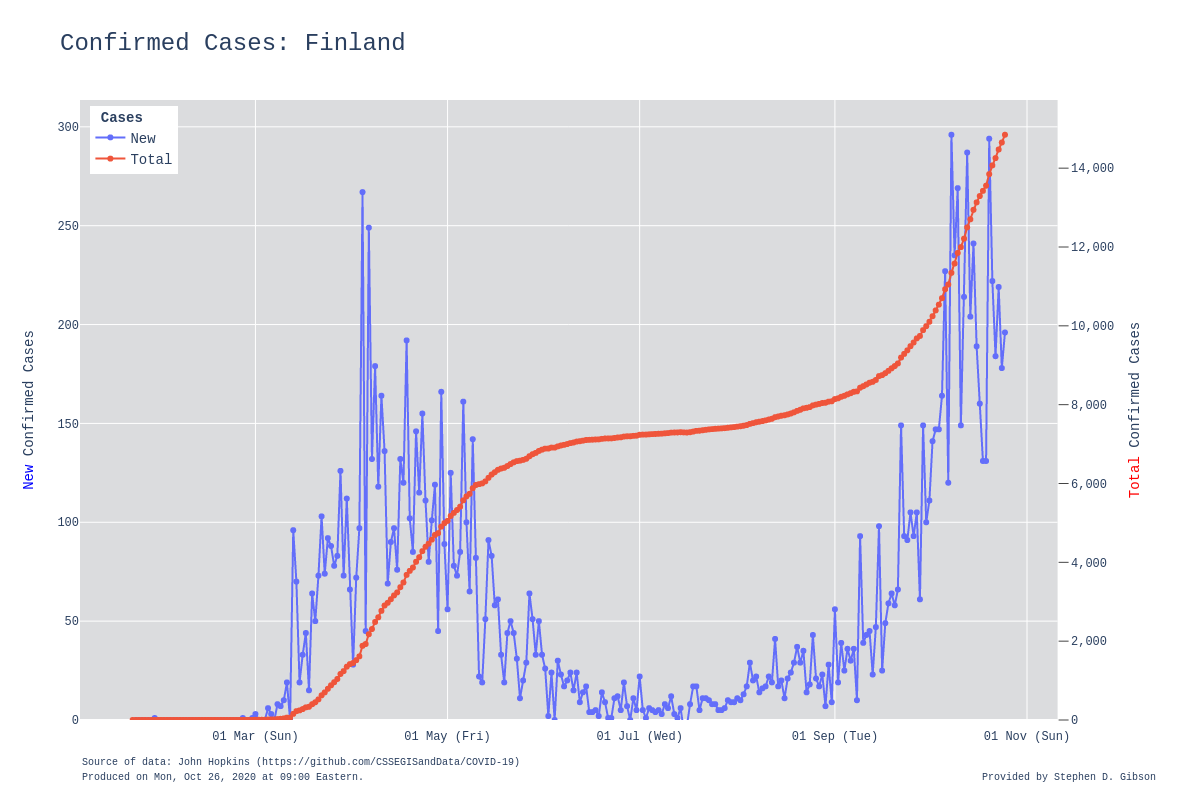 Confirmed Cases: Finland
Cases
New
Total
300
250
200
150
100
50
0
New Confirmed Cases
14,000
12,000
10,000
8,000
6,000
4,000
2,000
0
Total Confirmed Cases
01 Mar (Sun)
01 May (Fri)
01 Jul (Wed)
01 Sep (Tue)
01 Nov (Sun)
Source of data: John Hopkins (https://github.com/CSSEGISandData/COVID-19)
Produced on Mon, Oct 26, 2020 at 09:00 Eastern.
Provided by Stephen D. Gibson